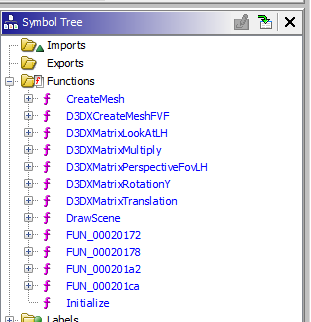 Symbol Tree
Imports
Exports
Functions
CreateMesh
D3DXCreateMeshFVF
D3DXMatrixLookAtLH
D3DXMatrixMultiply
D3DXMatrixPerspectiveFovLH
D3DXMatrixRotationY
D3DXMatrixTranslation
DrawScene
FUN_00020172
FUN_00020178
FUN_000201a2
FUN_000201ca
Initialize
Labels